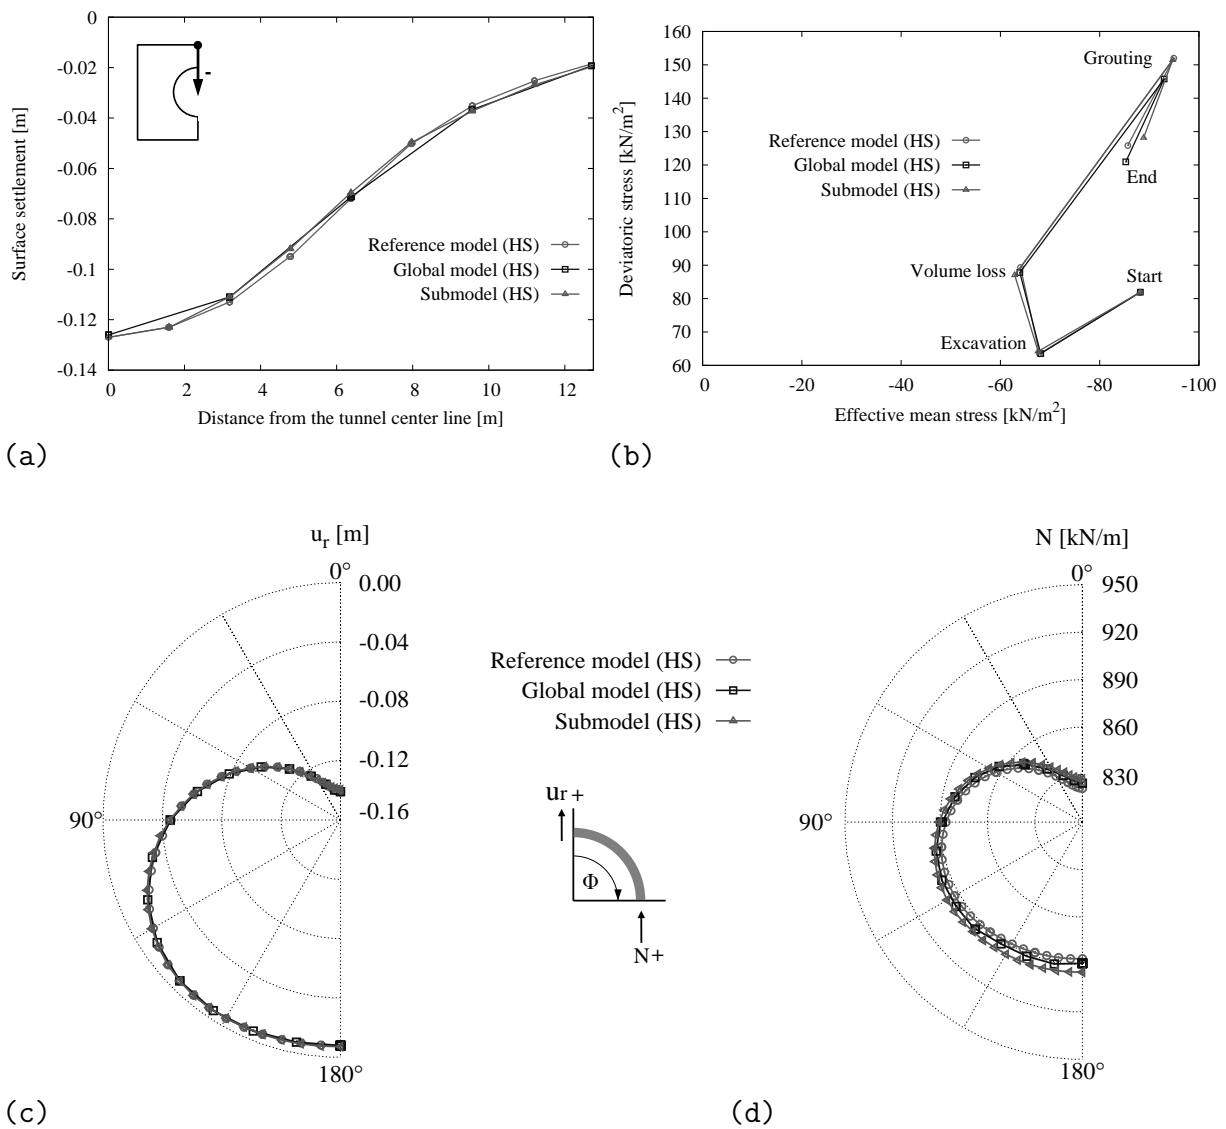 0
-0.02
-0.04
-0.06
-0.08
-0.1
-0.12
-0.14
Surface settlement [m]
-
Reference model (HS)
Global model (HS)
Submodel (HS)
0 2 4 6 8 10 12
Distance from the tunnel center line [m]
(a)
160
150
140
130
120
110
100
90
80
70
60
Deviatoric stress [kN/m2]
Grouting
Reference model (HS)
Global model (HS)
Submodel (HS)
End
Volume loss
Start
Excavation
0 -20 -40 -60 -80 -100
Effective mean stress [kN/m2]
(b)
ur [m]
0°
0.00
-0.04
-0.08
-0.12
-0.16
90°
180°
(c)
Reference model (HS)
Global model (HS)
Submodel (HS)
ur+
Φ
N+
N [kN/m]
0°
950
920
890
860
830
90°
180°
(d)